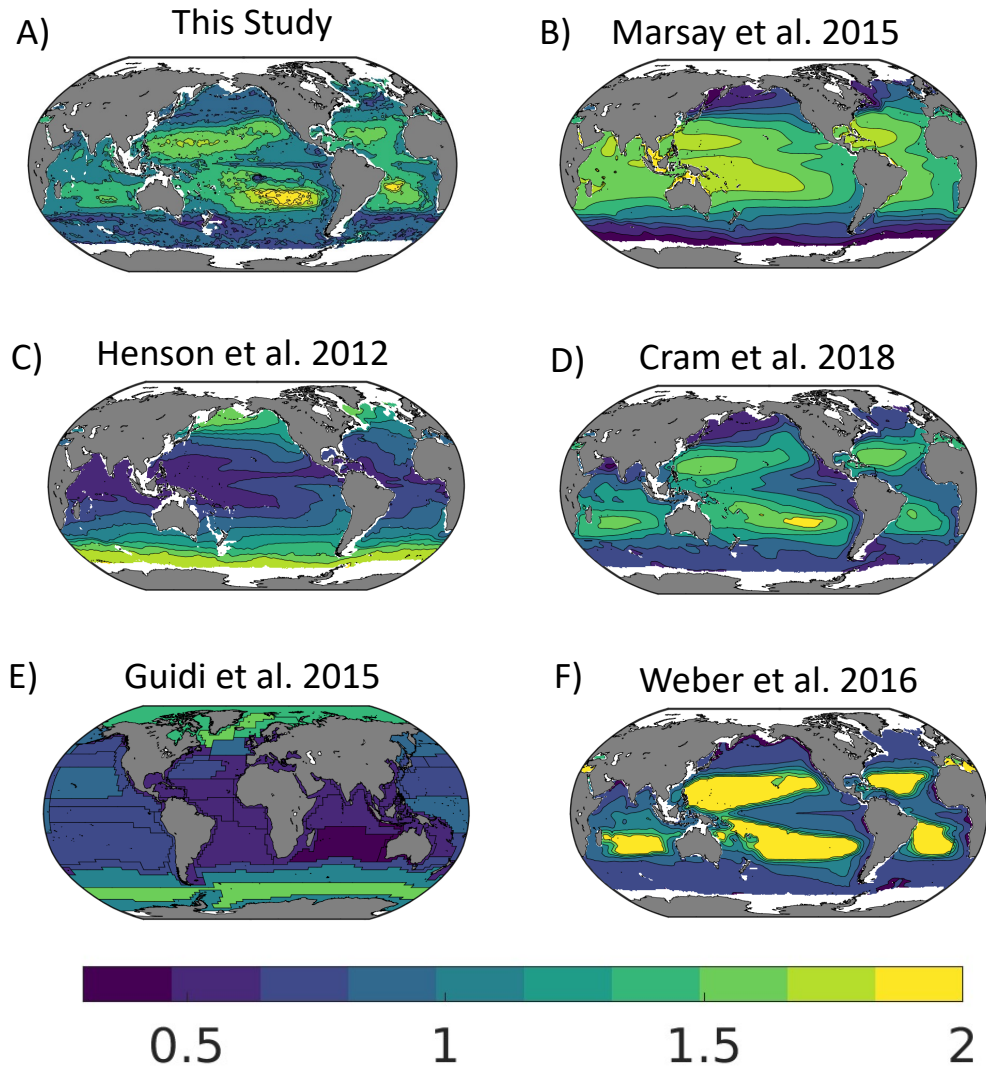 A)
This Study
B)
Marsay et al. 2015
C)
Henson et al. 2012
D)
Cram et al. 2018
E)
Guidi et al. 2015
F)
Weber et al. 2016
0.5 1 1.5 2